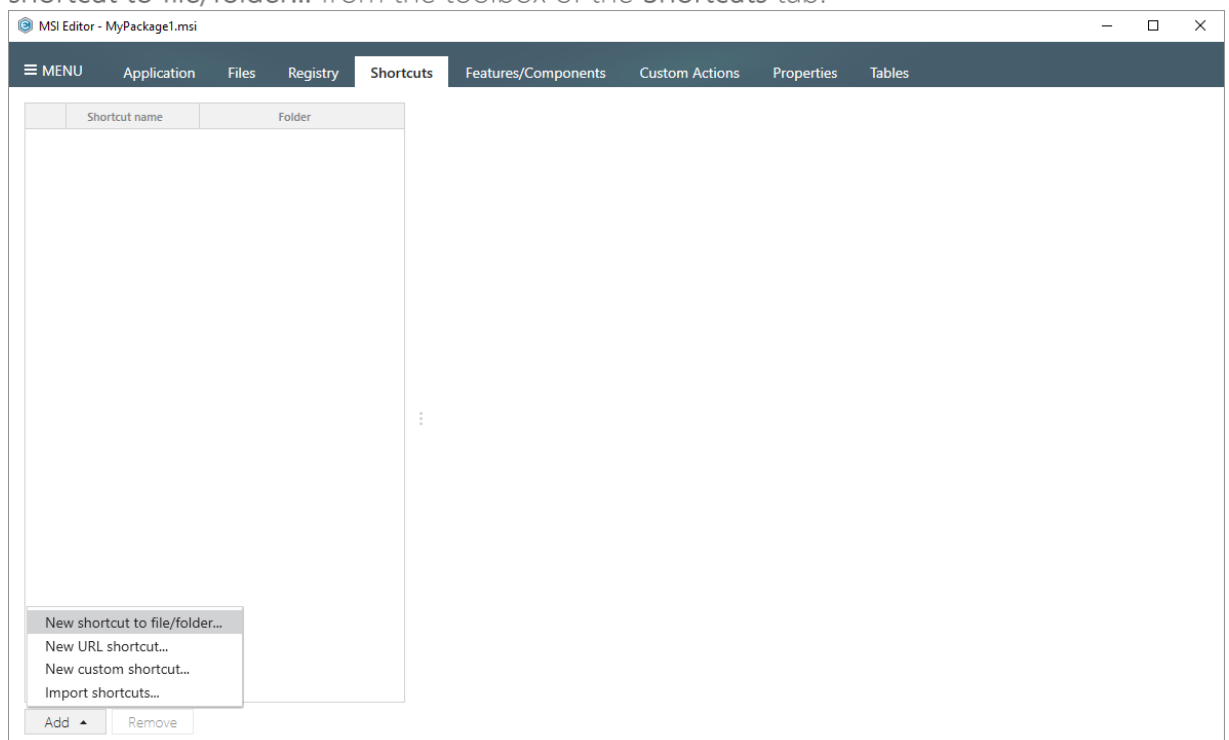 shortcut to file/folder... from the toolbox of the Shortcuts tab:
MSI Editor - MyPackage1.msi
MENU Application Files Registry Shortcuts Features/Components Custom Actions Properties Tables
Shortcut name Folder
New shortcut to file/folder...
New URL shortcut...
New custom shortcut...
Import shortcuts...
Add Remove